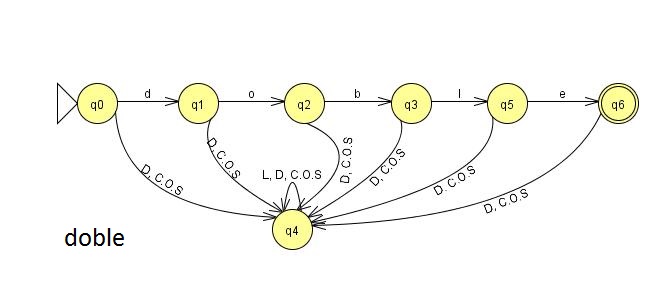 d o b l e
q0 q1 q2 q3 q5 q6
D, C.O.S D, C.O.S D, C.O.S D, C.O.S D. C.O.S D, C.O.S
L, D, C.O.S
q4
doble